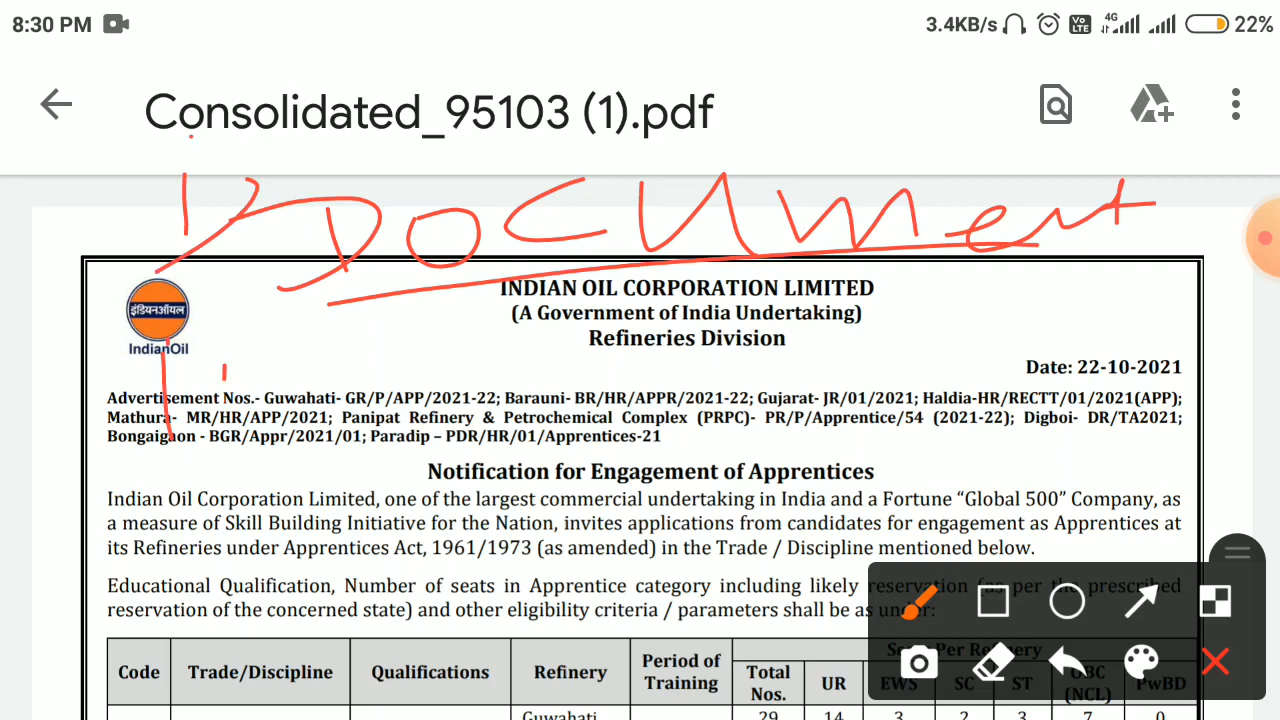 8:30 PM 3.4KB/s Vo LTE 4G 22%
Consolidated_95103 (1).pdf
DOCUMent
INDIAN OIL CORPORATION LIMITED
(A Government of India Undertaking)
Refineries Division
इंडियनऑयल
IndianOil
Date: 22-10-2021
Advertisement Nos.- Guwahati- GR/P/APP/2021-22; Barauni- BR/HR/APPR/2021-22; Gujarat- JR/01/2021; Haldia-HR/RECTT/01/2021(APP);
Mathura- MR/HR/APP/2021; Panipat Refinery & Petrochemical Complex (PRPC)- PR/P/Apprentice/54 (2021-22); Digboi- DR/TA2021;
Bongaigaon - BGR/Appr/2021/01; Paradip – PDR/HR/01/Apprentices-21
Notification for Engagement of Apprentices
Indian Oil Corporation Limited, one of the largest commercial undertaking in India and a Fortune “Global 500” Company, as
a measure of Skill Building Initiative for the Nation, invites applications from candidates for engagement as Apprentices at
its Refineries under Apprentices Act, 1961/1973 (as amended) in the Trade / Discipline mentioned below.
Educational Qualification, Number of seats in Apprentice category including likely reservation (as per the prescribed
reservation of the concerned state) and other eligibility criteria / parameters shall be as under:
Code Trade/Discipline Qualifications Refinery Period of Training Seats Per Refinery
Total Nos. UR EWS SC ST OBC (NCL) PwBD
Guwahati 29 14 3 2 3 7 0